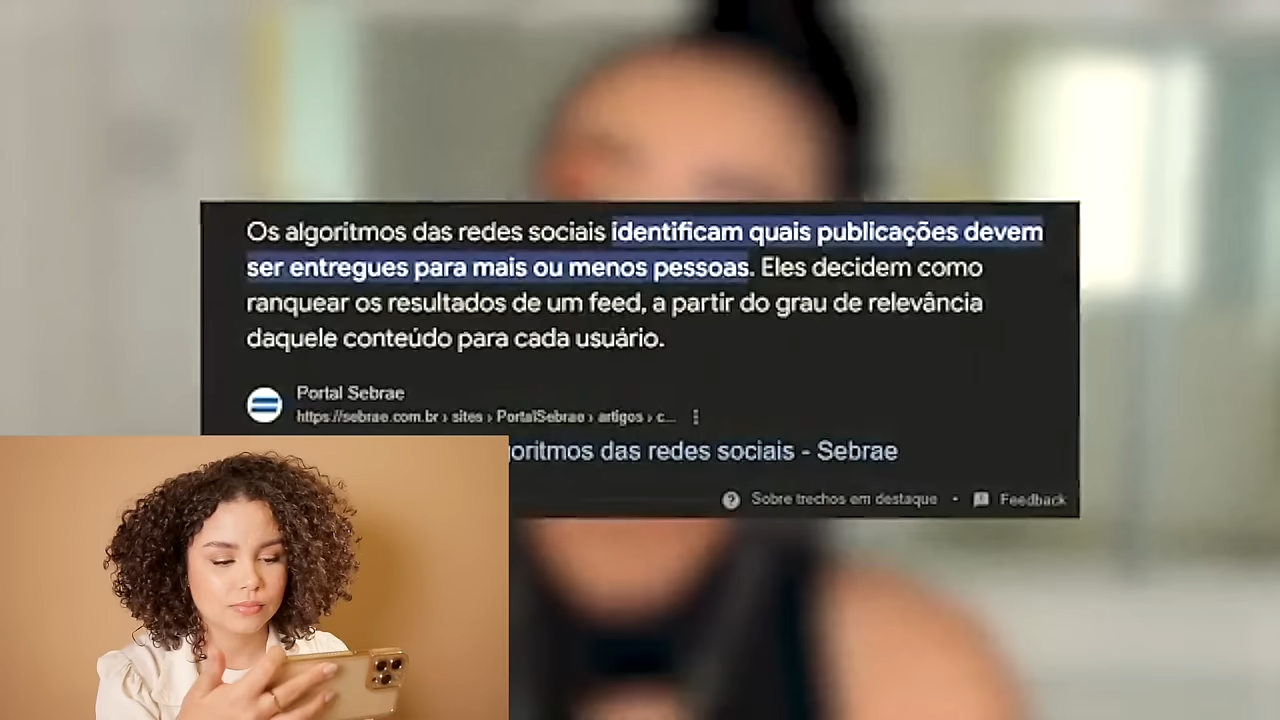 Os algoritmos das redes sociais identificam quais publicações devem
ser entregues para mais ou menos pessoas. Eles decidem como
ranquear os resultados de um feed, a partir do grau de relevância
daquele conteúdo para cada usuário.
Portal Sebrae
https://sebrae.com.br › sites › PortalSebrae › artigos › c...
goritmos das redes sociais - Sebrae
Sobre trechos em destaque • Feedback